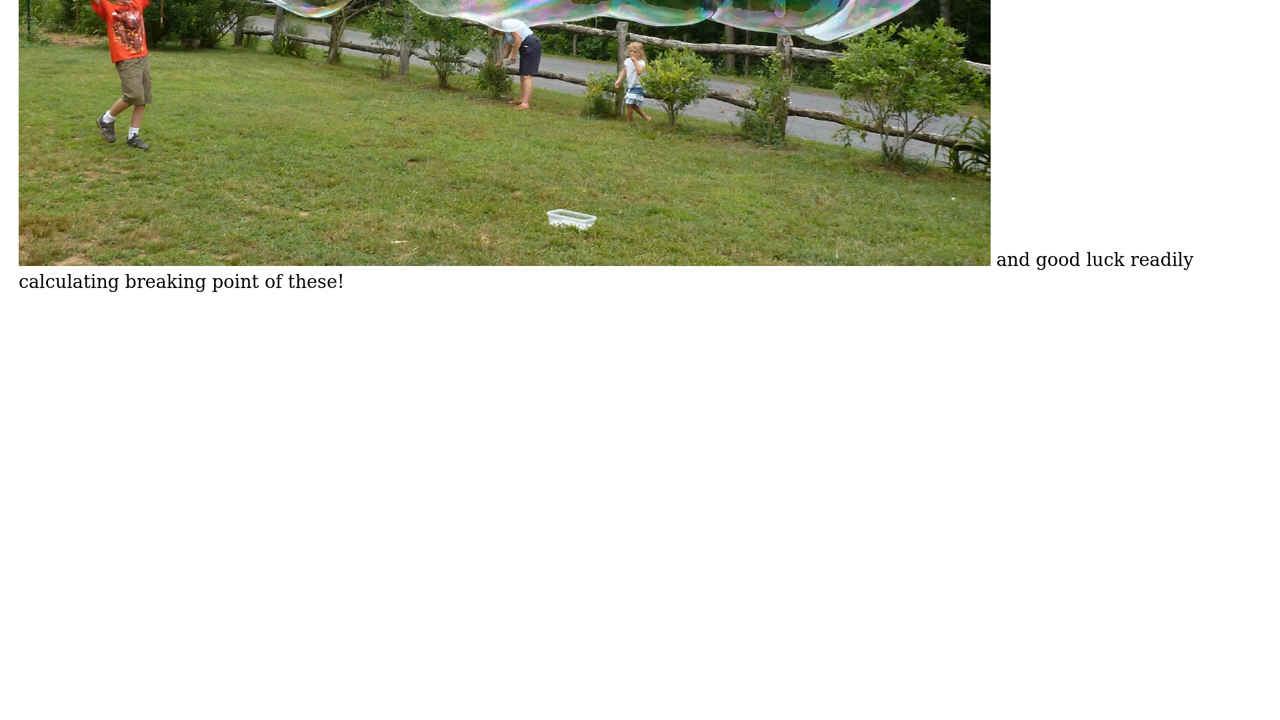 and good luck readily
calculating breaking point of these!